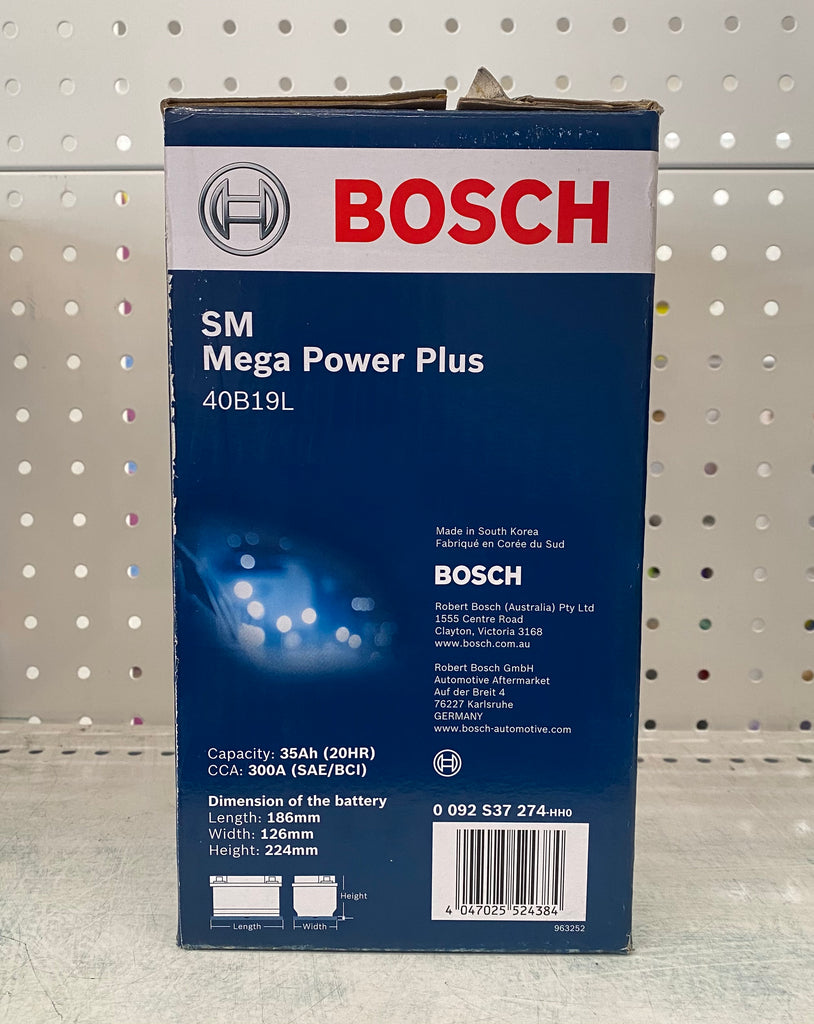 BOSCH
SM
Mega Power Plus
40B19L
Made in South Korea
Fabriqué en Corée du Sud
BOSCH
Robert Bosch (Australia) Pty Ltd
1555 Centre Road
Clayton, Victoria 3168
www.bosch.com.au
Robert Bosch GmbH
Automotive Aftermarket
Auf der Breit 4
76227 Karlsruhe
GERMANY
www.bosch-automotive.com
Capacity: 35Ah (20HR)
CCA: 300A (SAE/BCI)
Dimension of the battery
Length: 186mm
Width: 126mm
Height: 224mm
Height
Length
Width
0 092 S37 274-HH0
4 047025 524384
963252